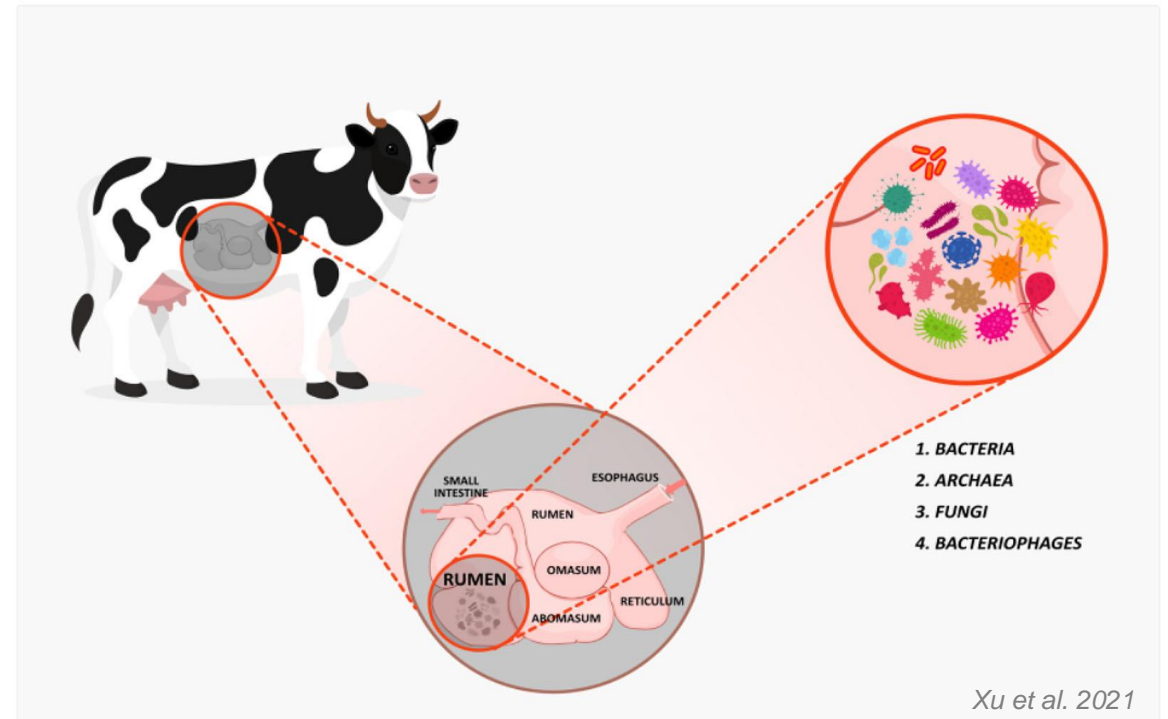 SMALL
INTESTINE
ESOPHAGUS
RUMEN
OMASUM
RUMEN
RETICULUM
ABOMASUM
1. BACTERIA
2. ARCHAEA
3. FUNGI
4. BACTERIOPHAGES
Xu et al. 2021